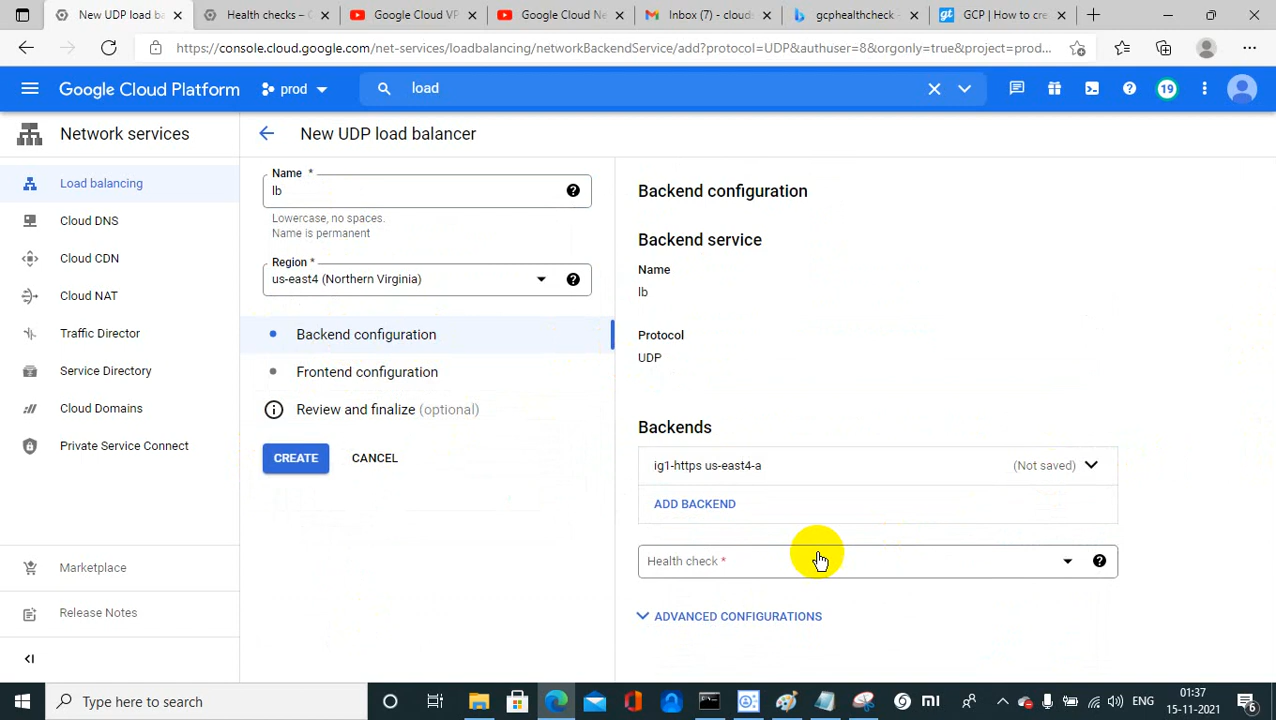 New UDP load ba
Health checks – C
Google Cloud VP
Google Cloud Ne
Inbox (7) - clouds
gcphealthcheck -
GCP | How to cre
https://console.cloud.google.com/net-services/loadbalancing/networkBackendService/add?protocol=UDP&authuser=8&orgonly=true&project=prod...
Google Cloud Platform
prod
load
19
Network services
New UDP load balancer
Load balancing
Cloud DNS
Cloud CDN
Cloud NAT
Traffic Director
Service Directory
Cloud Domains
Private Service Connect
Marketplace
Release Notes
Name *
lb
Lowercase, no spaces.
Name is permanent
Region *
us-east4 (Northern Virginia)
Backend configuration
Frontend configuration
Review and finalize (optional)
CREATE
CANCEL
Backend configuration
Backend service
Name
lb
Protocol
UDP
Backends
ig1-https us-east4-a (Not saved)
ADD BACKEND
Health check *
ADVANCED CONFIGURATIONS
Type here to search
ENG
01:37
15-11-2021
6